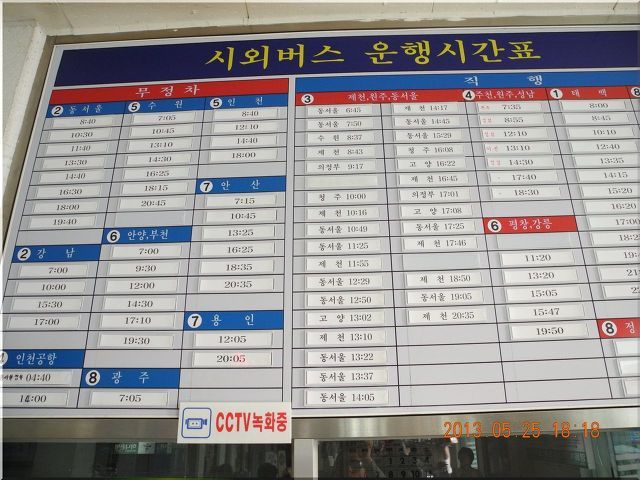 시외버스 운행시간표
무정차
직 행
② 동서울
8:40
10:30
11:40
13:30
14:40
16:30
18:00
19:40
② 강 남
7:00
10:00
15:30
17:00
인천공항
04:40
14:00
⑤ 수 원
7:05
10:45
13:10
14:40
16:25
18:15
20:45
⑥ 안양,부천
7:00
9:30
12:00
14:30
17:10
19:30
⑧ 광 주
7:05
⑤ 인 천
8:40
12:10
14:40
18:00
⑦ 안 산
7:15
10:45
13:25
16:25
18:35
20:35
⑦ 용 인
12:05
20:05
③ 제천,원주,동서울
동서울 6:45
동서울 7:50
수 원 8:37
제 천 8:43
의정부 9:17
청 주 10:00
제 천 10:16
동서울 10:49
동서울 11:25
제 천 11:55
동서울 12:29
동서울 12:50
고 양 13:02
제 천 13:10
동서울 13:22
동서울 13:37
동서울 14:05
제 천 14:17
동서울 14:45
동서울 15:29
청 주 16:08
고 양 16:22
제 천 16:45
의정부 17:01
고 양 17:08
동서울 17:25
제 천 17:46
제 천 18:50
동서울 19:05
제 천 20:35
④ 주천,원주,성남
7:35
8:55
13:10
14:30
17:40
18:30
⑥ 평창,강릉
11:20
13:20
15:05
15:47
19:50
① 태 백
8:00
10:55
12:10
13:35
15:20
16:20
17:00
19:00
⑧
⑧ 정
CCTV녹화중
2013.05.25 18:18